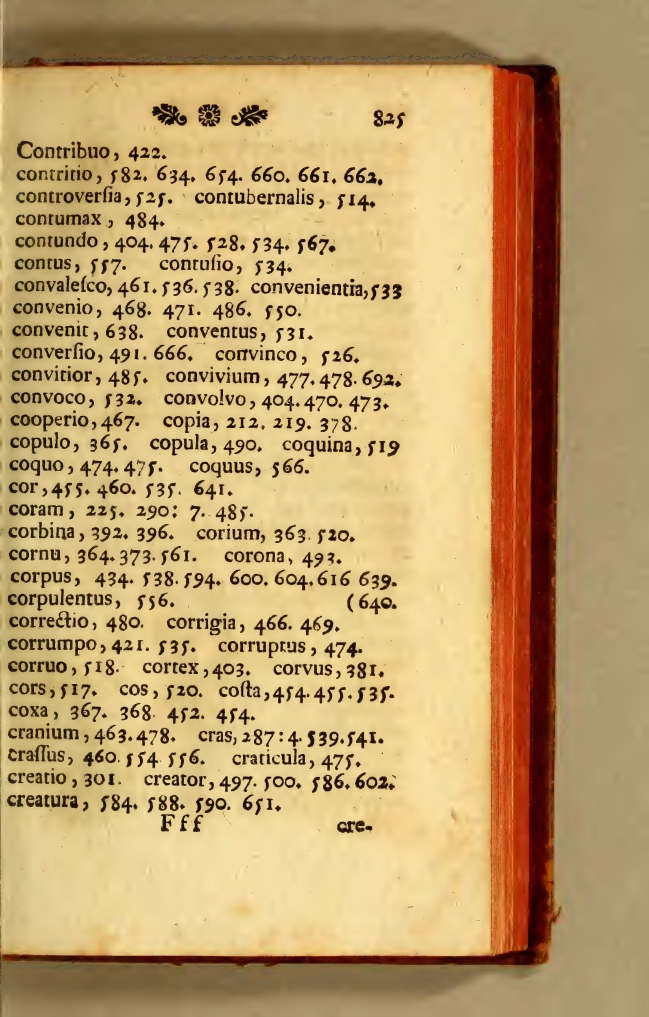 825
Contribuo, 422.
contritio, 582. 634. 654. 660. 661. 662.
controverſia, 525. contubernalis, 514.
contumax, 484.
contundo, 404. 475. 528. 534. 567.
contus, 557. contuſio, 534.
convaleſco, 461. 536. 538. convenientia, 533
convenio, 468. 471. 486. 550.
convenit, 638. conventus, 531.
converſio, 491. 666. convinco, 526.
convitior, 485. convivium, 477. 478. 692.
convoco, 532. convolvo, 404. 470. 473.
cooperio, 467. copia, 212. 219. 378.
copulo, 365. copula, 490. coquina, 519
coquo, 474. 475. coquus, 566.
cor, 455. 460. 535. 641.
coram, 225. 290: 7. 485.
corbina, 392. 396. corium, 363. 520.
cornu, 364. 373. 561. corona, 493.
corpus, 434. 538. 594. 600. 604. 616 639.
corpulentus, 556. (640.
correctio, 480. corrigia, 466. 469.
corrumpo, 421. 535. corruptus, 474.
corruo, 518. cortex, 403. corvus, 381.
cors, 517. cos, 520. coſta, 454. 455. 535.
coxa, 367. 368. 452. 454.
cranium, 463. 478. cras, 287: 4. 539. 541.
craſſus, 460. 554 556. craticula, 475.
creatio, 301. creator, 497. 500. 586. 602.
creatura, 584. 588. 590. 651.
Fff cre-